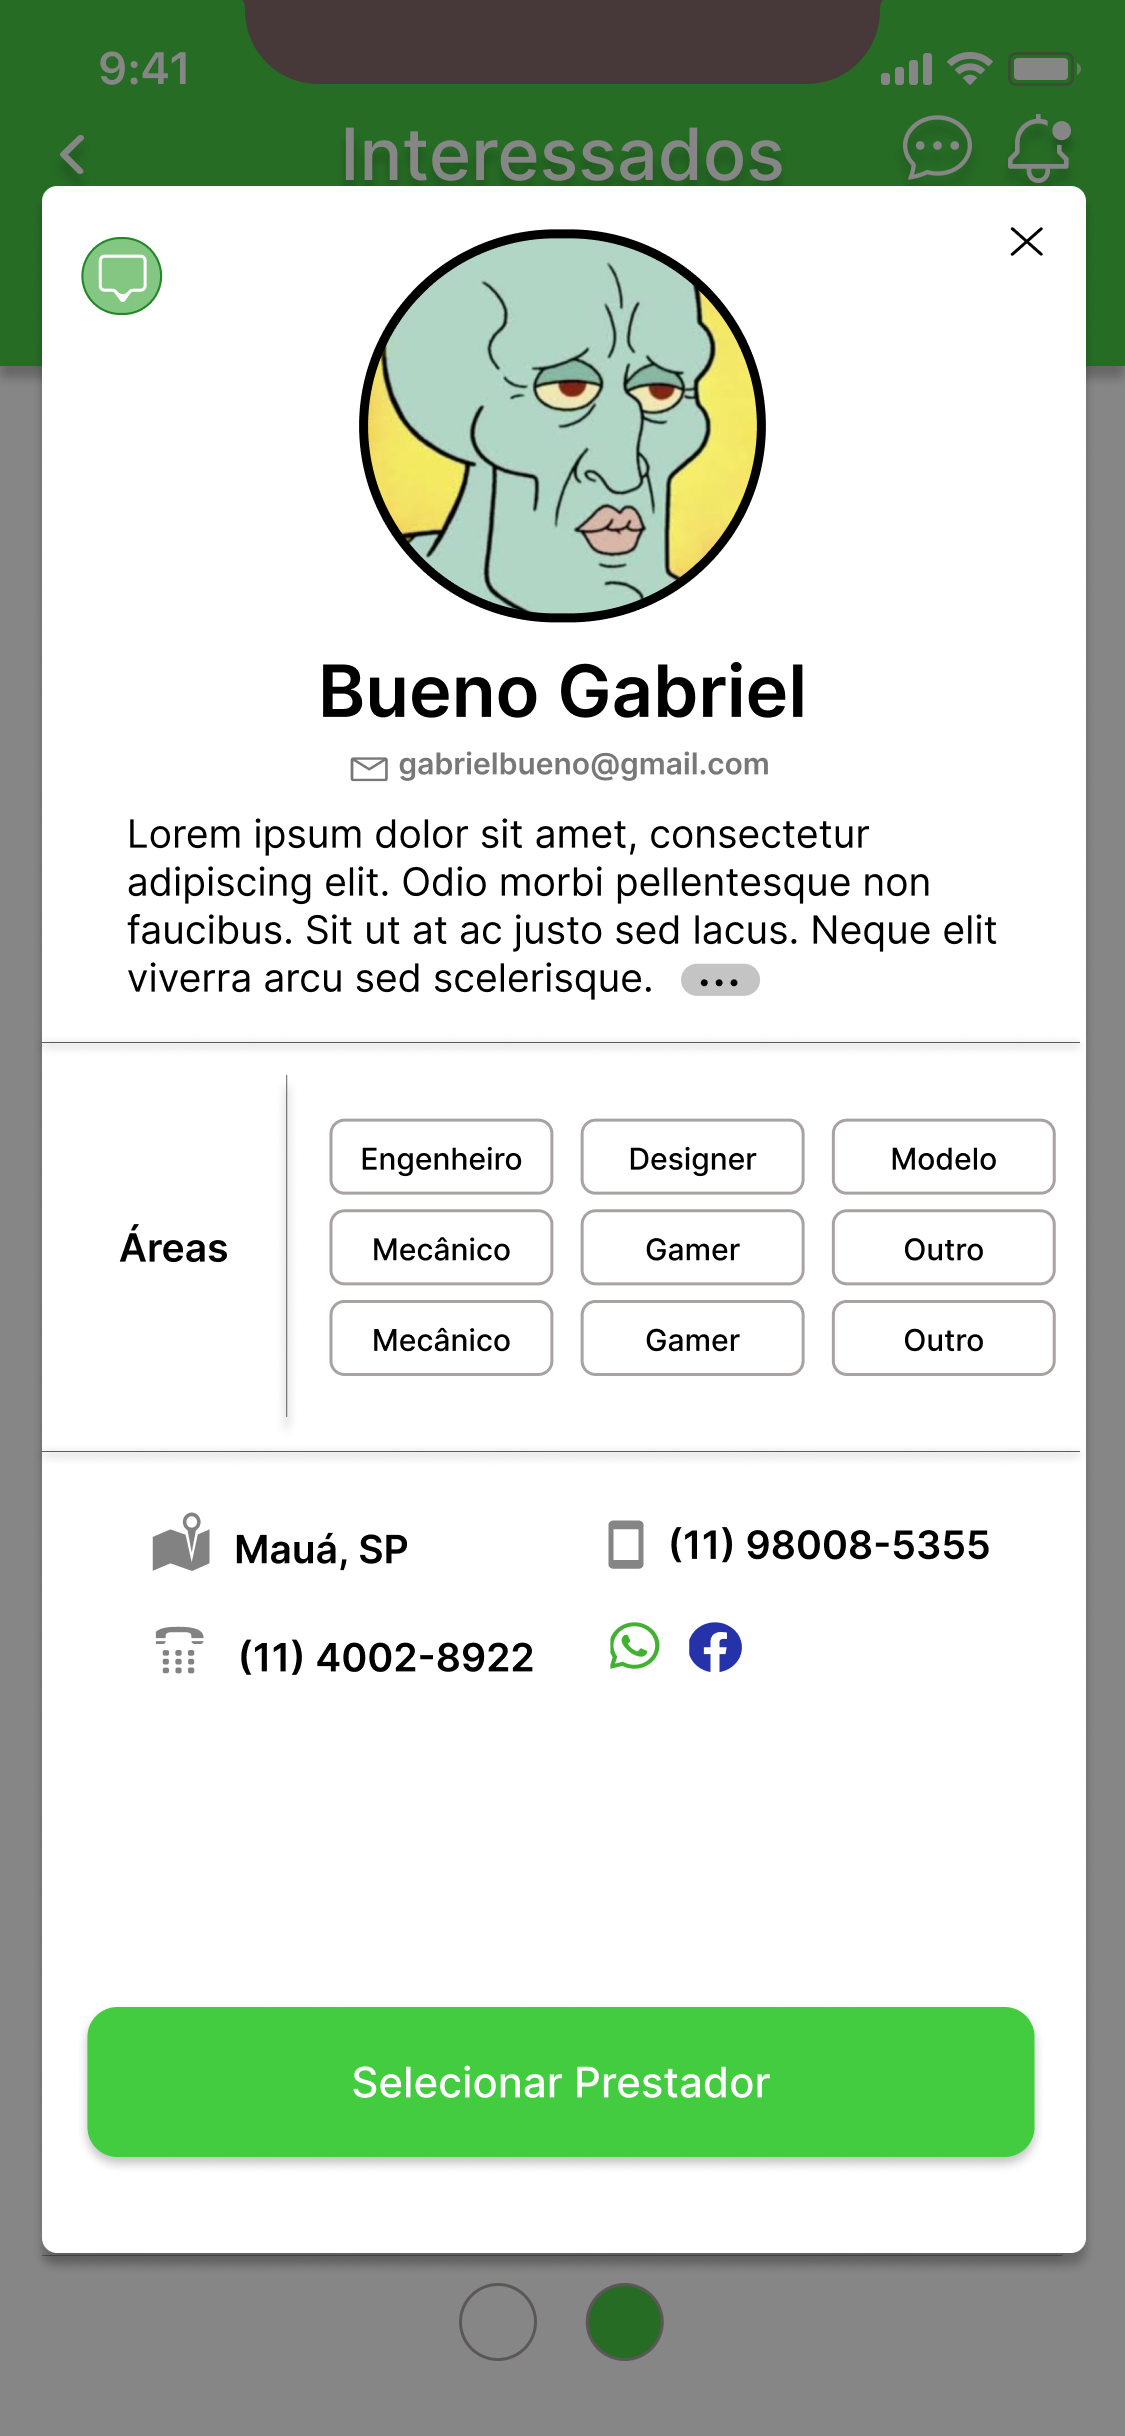 9:41
Interessados
Bueno Gabriel
gabrielbueno@gmail.com
Lorem ipsum dolor sit amet, consectetur
adipiscing elit. Odio morbi pellentesque non
faucibus. Sit ut at ac justo sed lacus. Neque elit
viverra arcu sed scelerisque. ...
Áreas
Engenheiro Designer Modelo
Mecânico Gamer Outro
Mecânico Gamer Outro
Mauá, SP
(11) 98008-5355
(11) 4002-8922
Selecionar Prestador